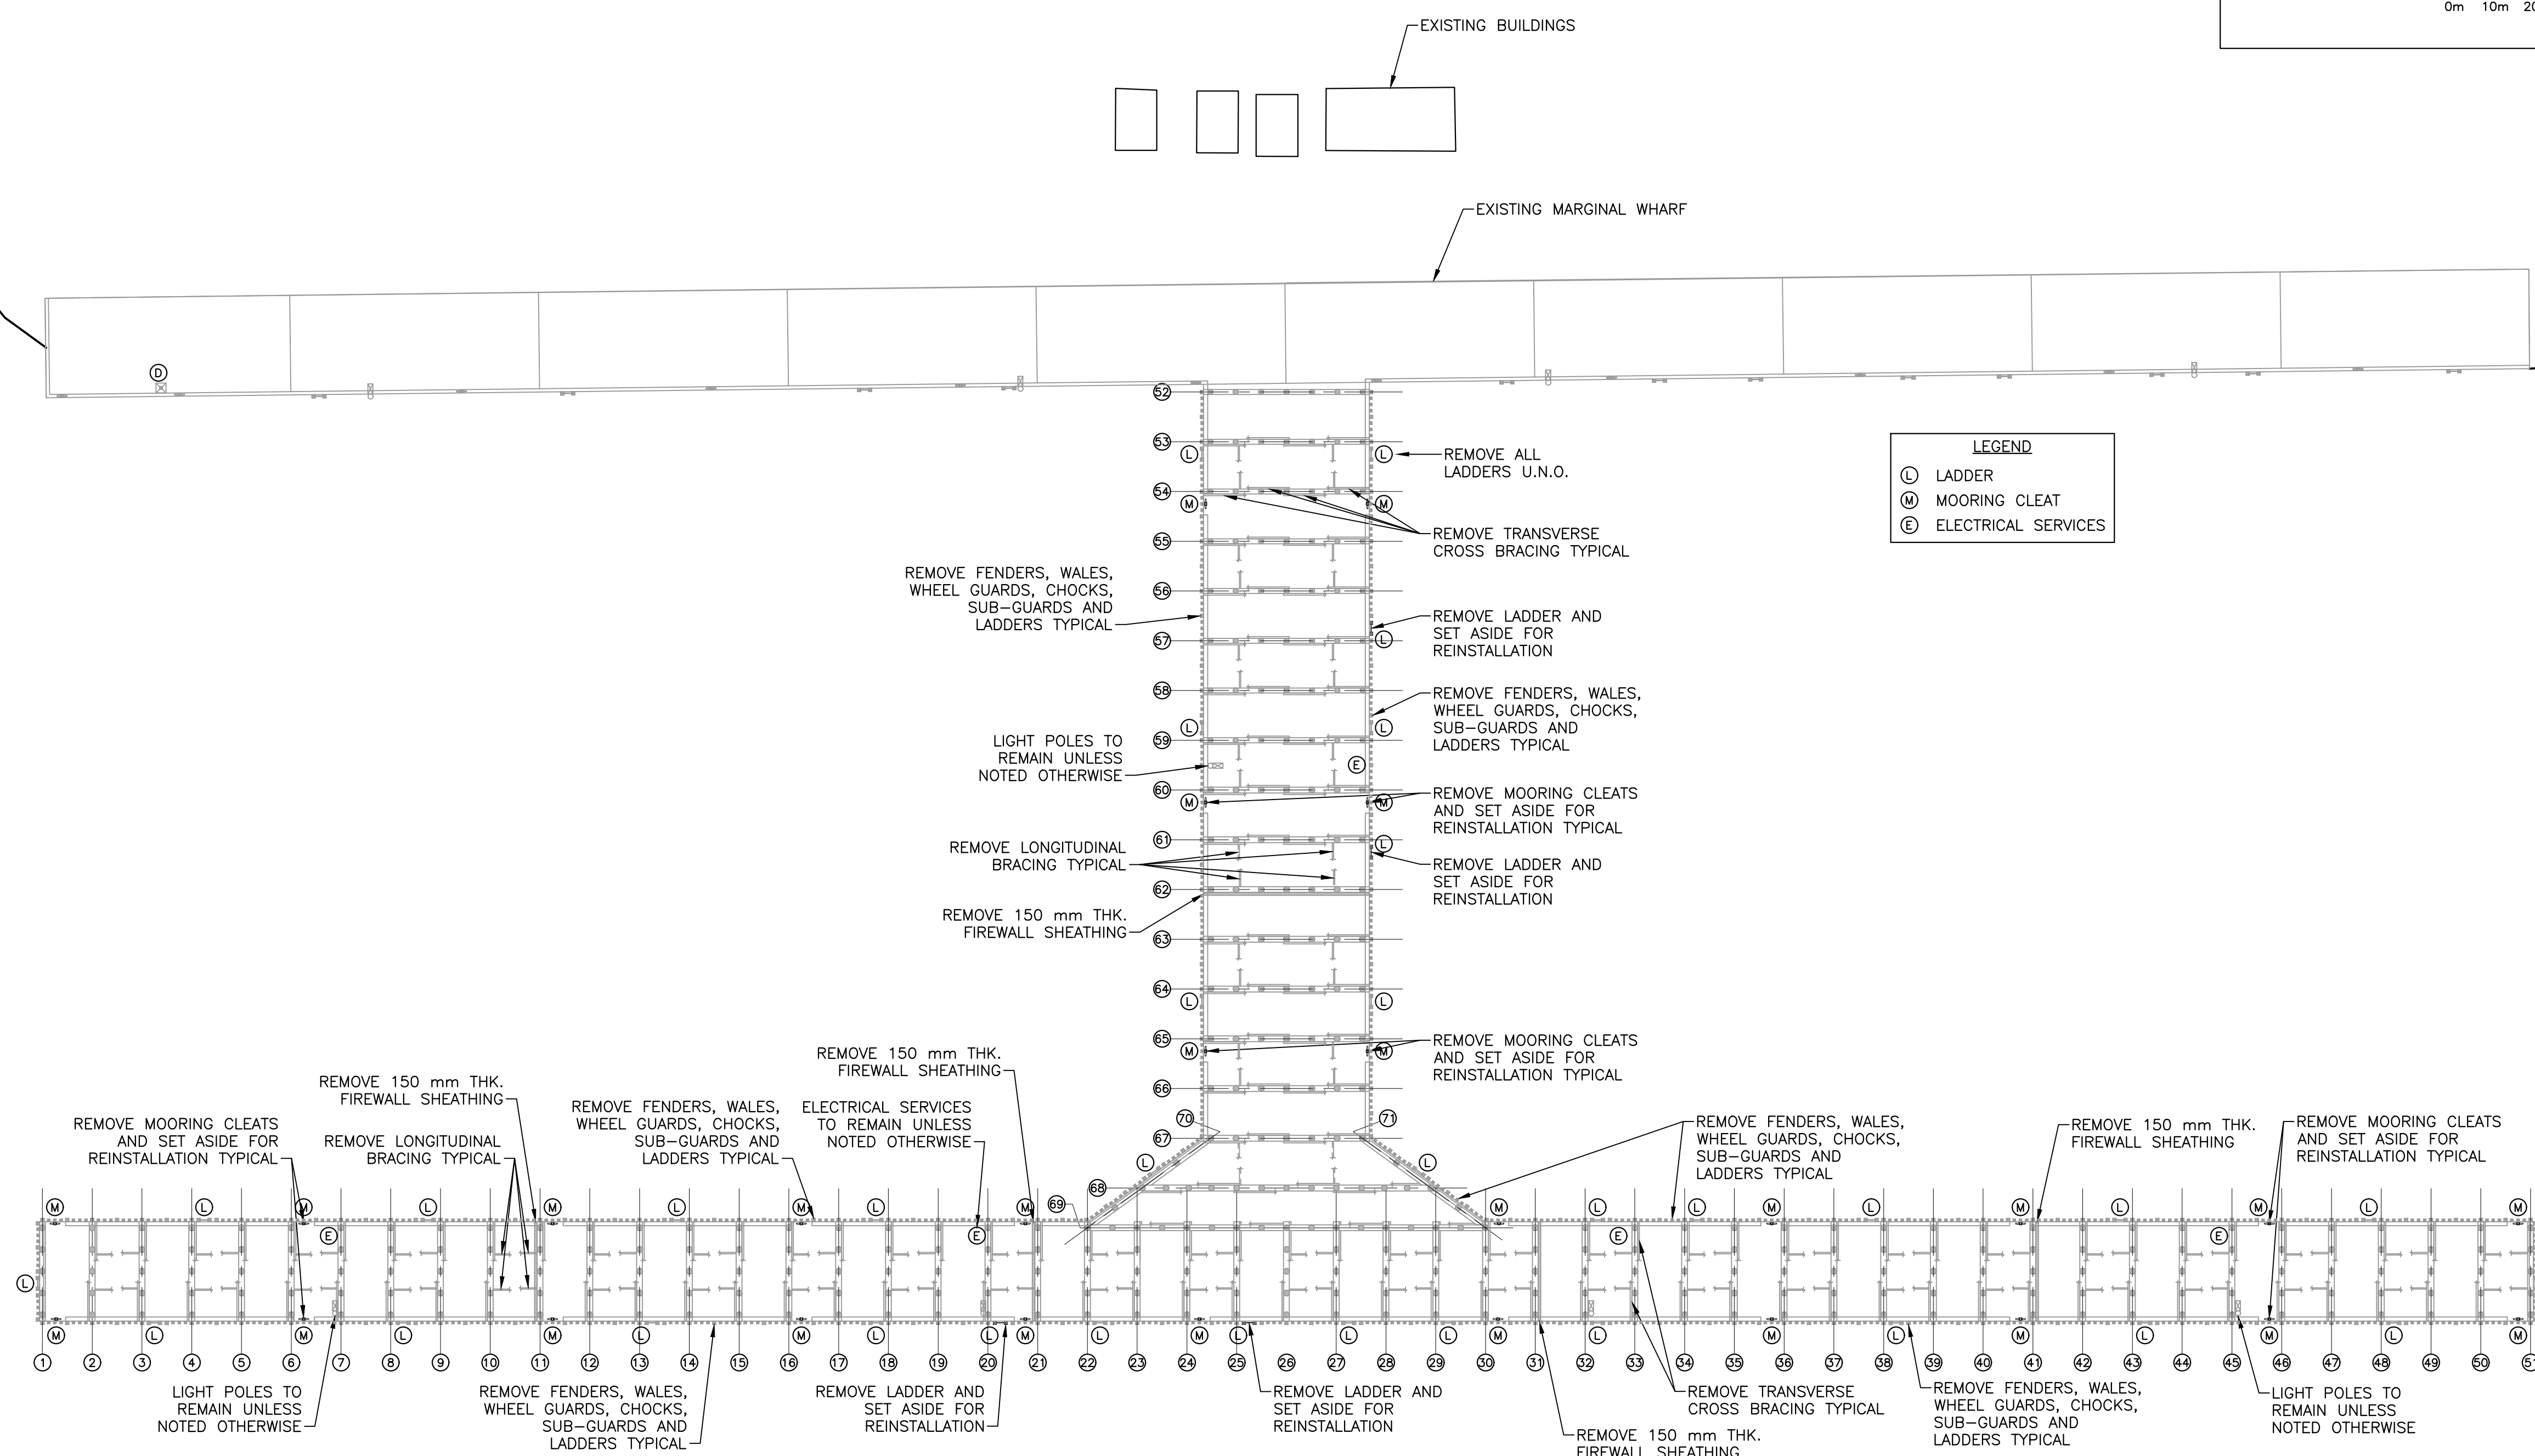 0m 10m 20
EXISTING BUILDINGS
EXISTING MARGINAL WHARF
D
52
53
54
55
56
57
58
59
60
61
62
63
64
65
66
67
68
69
70
71
L
L
REMOVE ALL
LADDERS U.N.O.
M
M
REMOVE TRANSVERSE
CROSS BRACING TYPICAL
LEGEND
L LADDER
M MOORING CLEAT
E ELECTRICAL SERVICES
REMOVE FENDERS, WALES,
WHEEL GUARDS, CHOCKS,
SUB-GUARDS AND
LADDERS TYPICAL
REMOVE LADDER AND
SET ASIDE FOR
REINSTALLATION
L
REMOVE FENDERS, WALES,
WHEEL GUARDS, CHOCKS,
SUB-GUARDS AND
LADDERS TYPICAL
L
L
LIGHT POLES TO
REMAIN UNLESS
NOTED OTHERWISE
E
M
M
REMOVE MOORING CLEATS
AND SET ASIDE FOR
REINSTALLATION TYPICAL
L
REMOVE LONGITUDINAL
BRACING TYPICAL
REMOVE LADDER AND
SET ASIDE FOR
REINSTALLATION
REMOVE 150 mm THK.
FIREWALL SHEATHING
L
L
M
M
REMOVE MOORING CLEATS
AND SET ASIDE FOR
REINSTALLATION TYPICAL
L
L
REMOVE MOORING CLEATS
AND SET ASIDE FOR
REINSTALLATION TYPICAL
REMOVE 150 mm THK.
FIREWALL SHEATHING
REMOVE LONGITUDINAL
BRACING TYPICAL
REMOVE FENDERS, WALES,
WHEEL GUARDS, CHOCKS,
SUB-GUARDS AND
LADDERS TYPICAL
REMOVE 150 mm THK.
FIREWALL SHEATHING
ELECTRICAL SERVICES
TO REMAIN UNLESS
NOTED OTHERWISE
REMOVE FENDERS, WALES,
WHEEL GUARDS, CHOCKS,
SUB-GUARDS AND
LADDERS TYPICAL
REMOVE 150 mm THK.
FIREWALL SHEATHING
REMOVE MOORING CLEATS
AND SET ASIDE FOR
REINSTALLATION TYPICAL
M L M L M L M L M M L L M L M L M L M
E E E E
L
M L M L M L M L L M L M L L L M L M L M L M L M
1 2 3 4 5 6 7 8 9 10 11 12 13 14 15 16 17 18 19 20 21 22 23 24 25 26 27 28 29 30 31 32 33 34 35 36 37 38 39 40 41 42 43 44 45 46 47 48 49 50 51
LIGHT POLES TO
REMAIN UNLESS
NOTED OTHERWISE
REMOVE FENDERS, WALES,
WHEEL GUARDS, CHOCKS,
SUB-GUARDS AND
LADDERS TYPICAL
REMOVE LADDER AND
SET ASIDE FOR
REINSTALLATION
REMOVE LADDER AND
SET ASIDE FOR
REINSTALLATION
REMOVE 150 mm THK.
FIREWALL SHEATHING
REMOVE TRANSVERSE
CROSS BRACING TYPICAL
REMOVE FENDERS, WALES,
WHEEL GUARDS, CHOCKS,
SUB-GUARDS AND
LADDERS TYPICAL
LIGHT POLES TO
REMAIN UNLESS
NOTED OTHERWISE